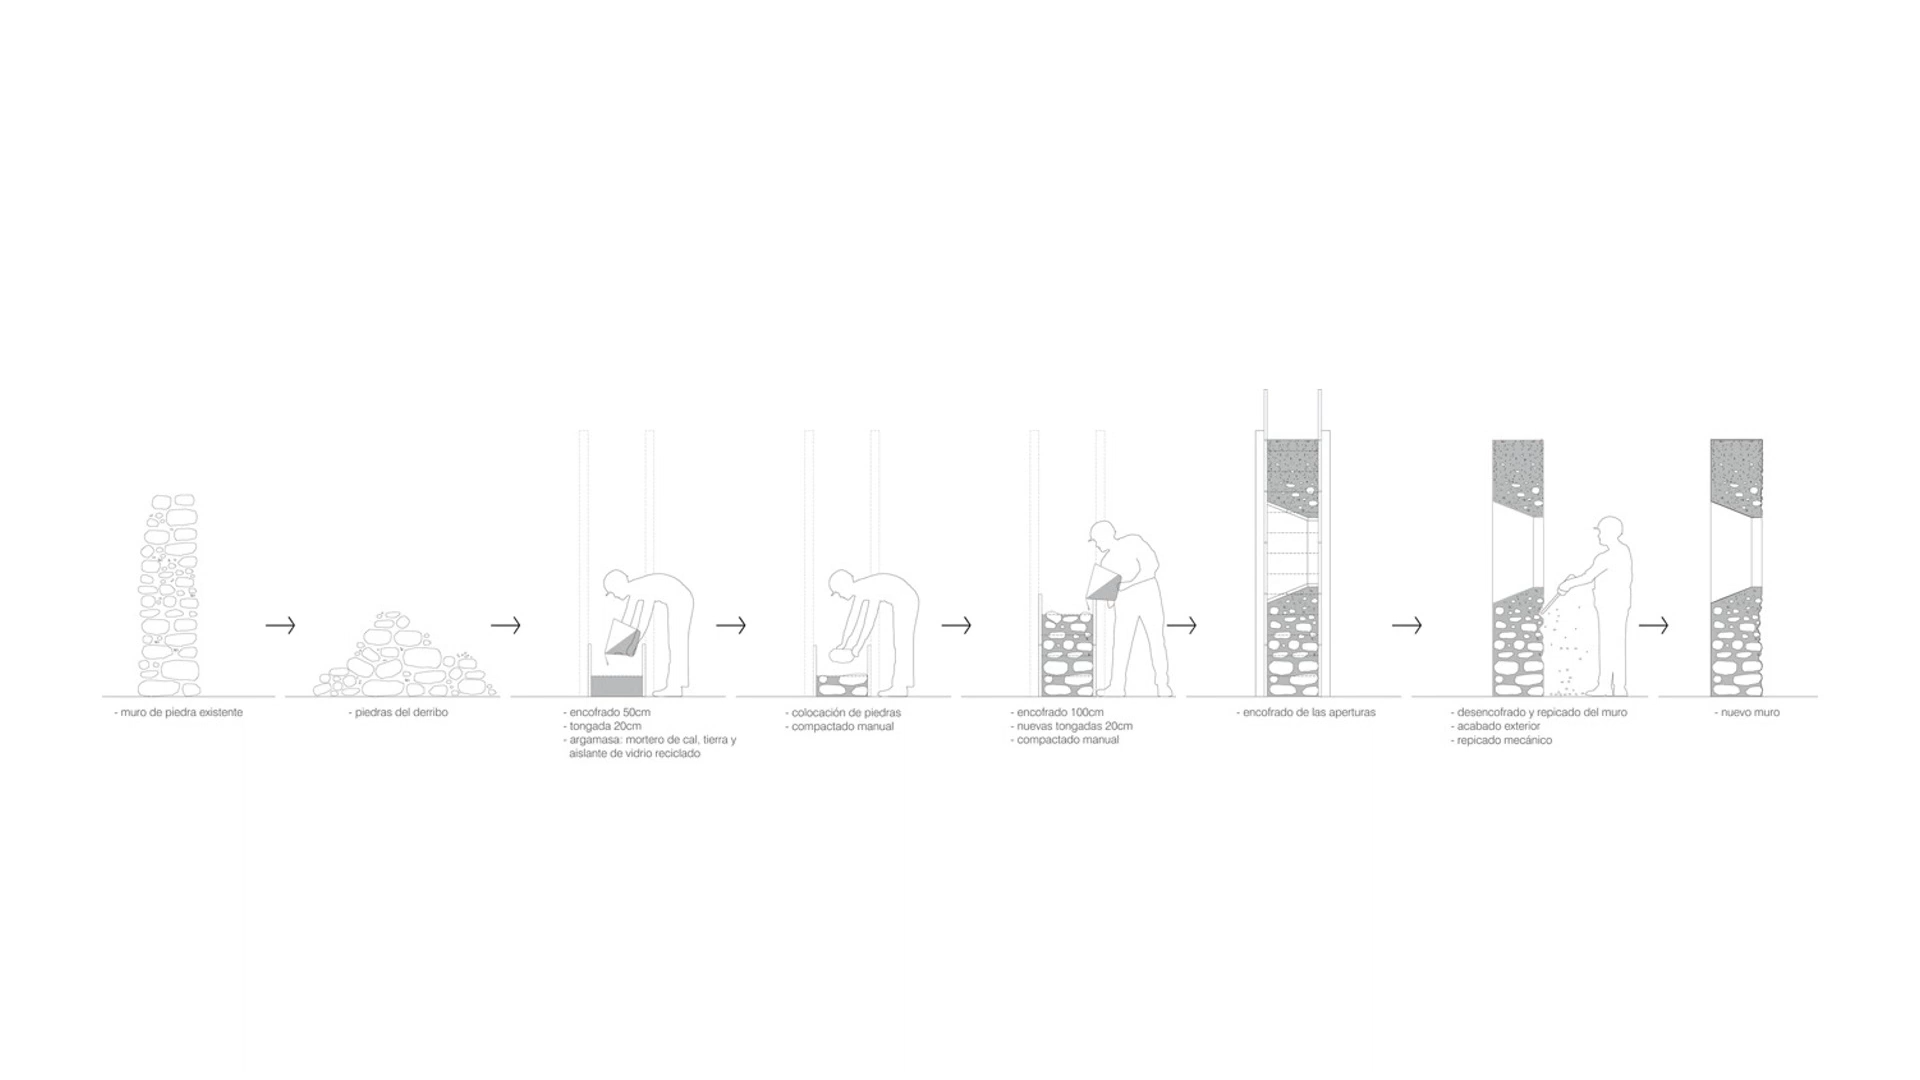 - muro de piedra existente
- piedras del derribo
- encofrado 50cm
- tongada 20cm
- argamasa: mortero de cal, tierra y
aislante de vidrio reciclado
- colocación de piedras
- compactado manual
- encofrado 100cm
- nuevas tongadas 20cm
- compactado manual
- encofrado de las aperturas
- desencofrado y repicado del muro
- acabado exterior
- repicado mecánico
- nuevo muro